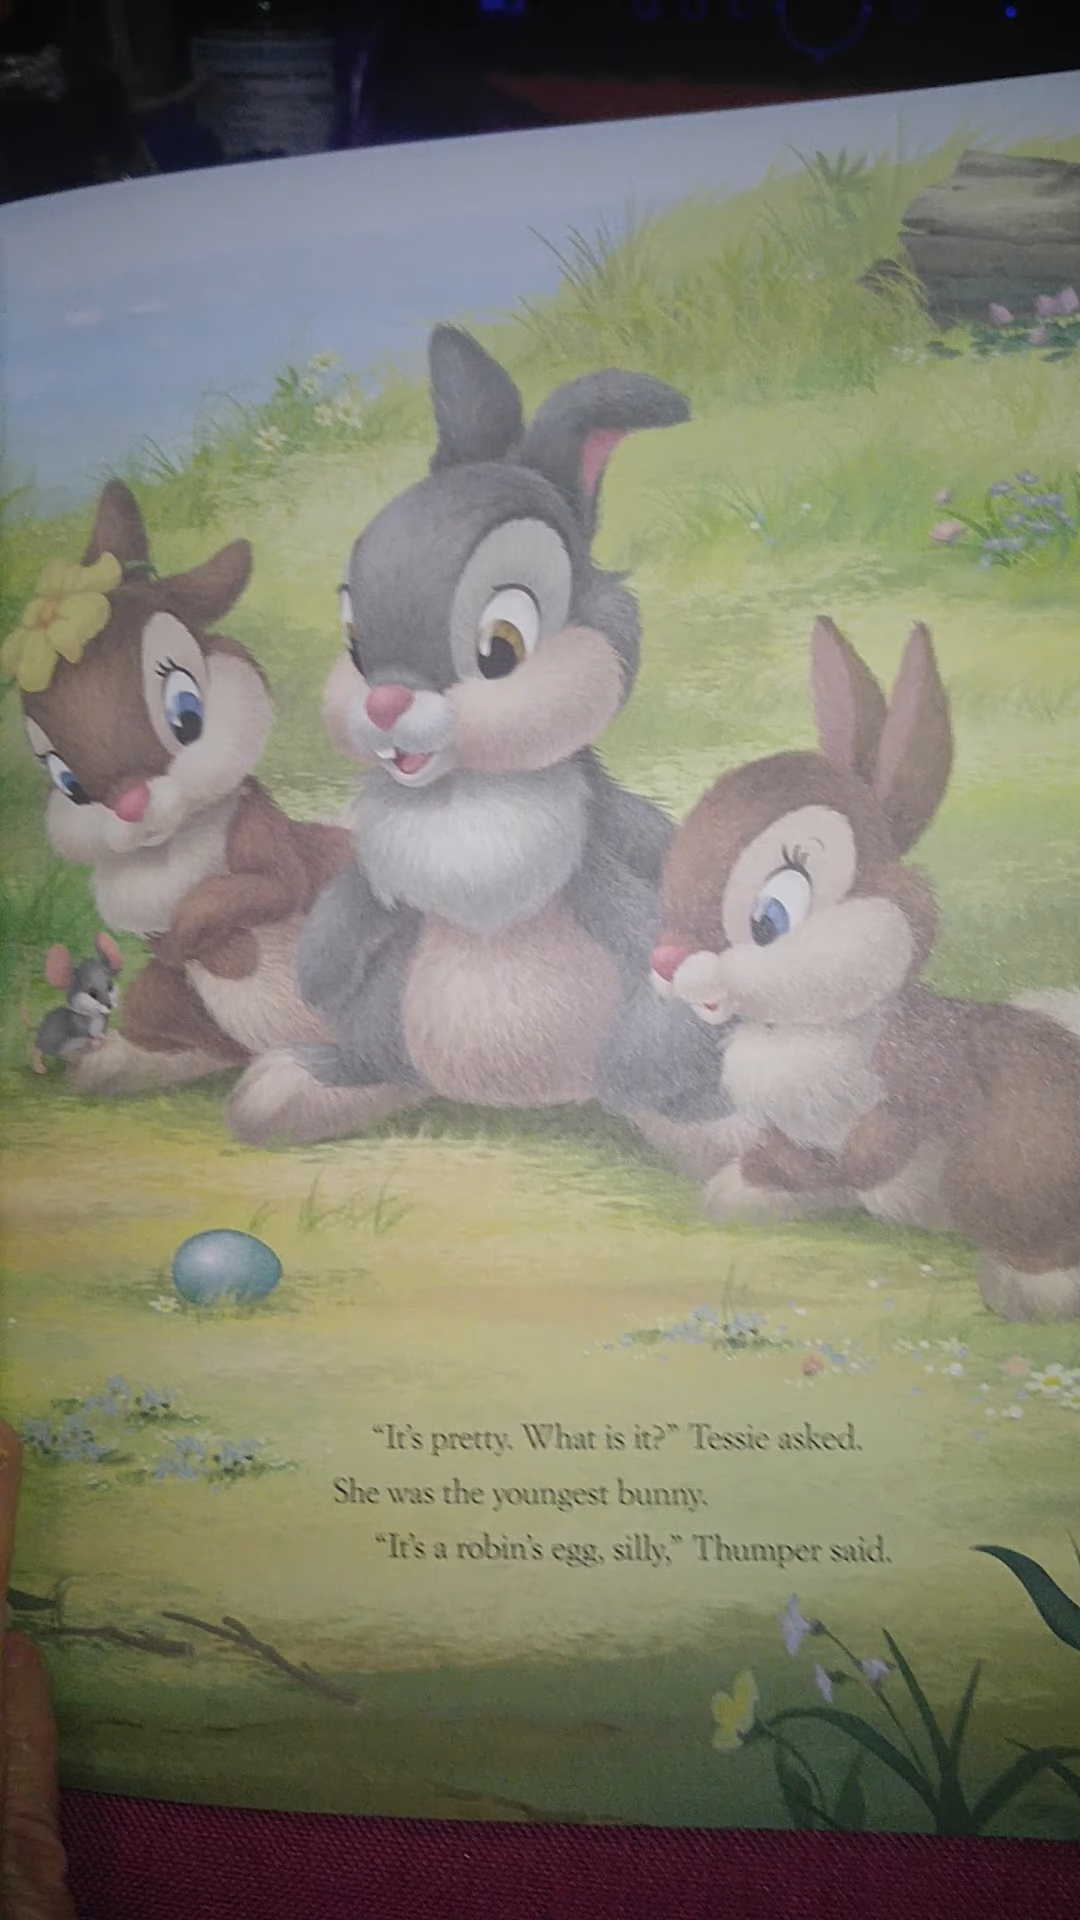 “It’s pretty. What is it?” Tessie asked.
She was the youngest bunny.
“It’s a robin’s egg, silly,” Thumper said.